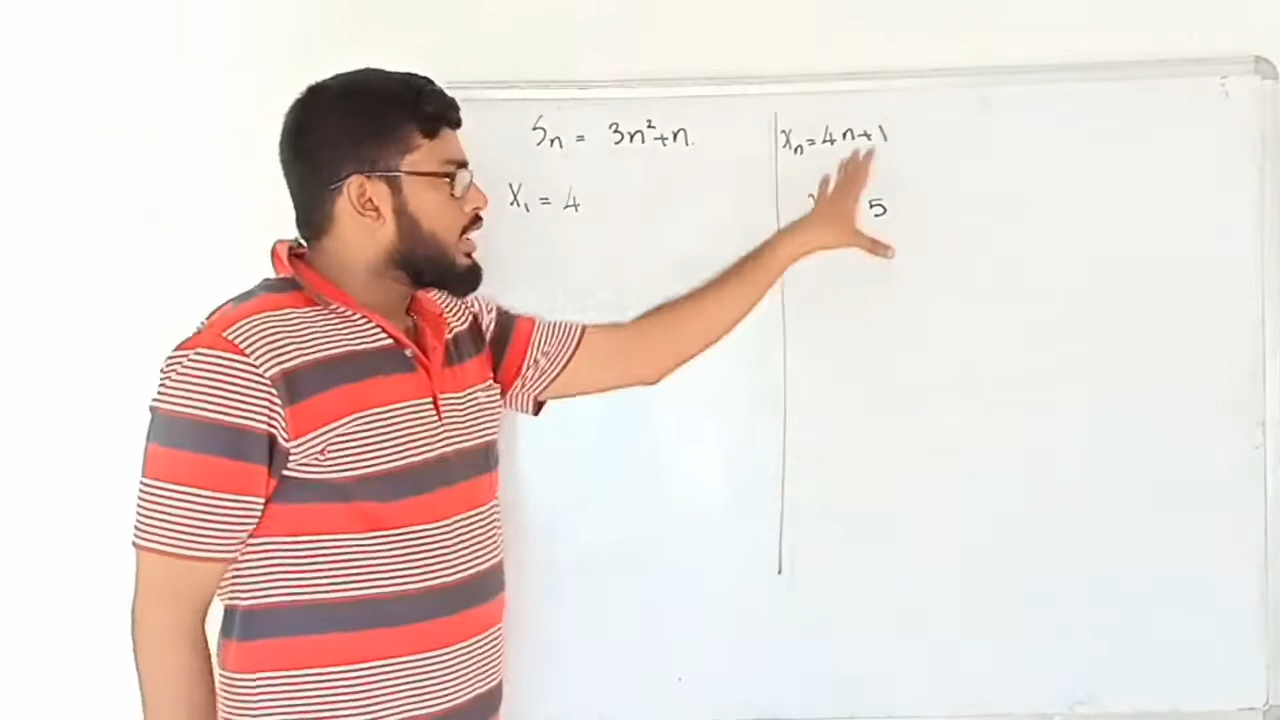 Sn = 3n²+n.
X₁ = 4
xn = 4n+1
5